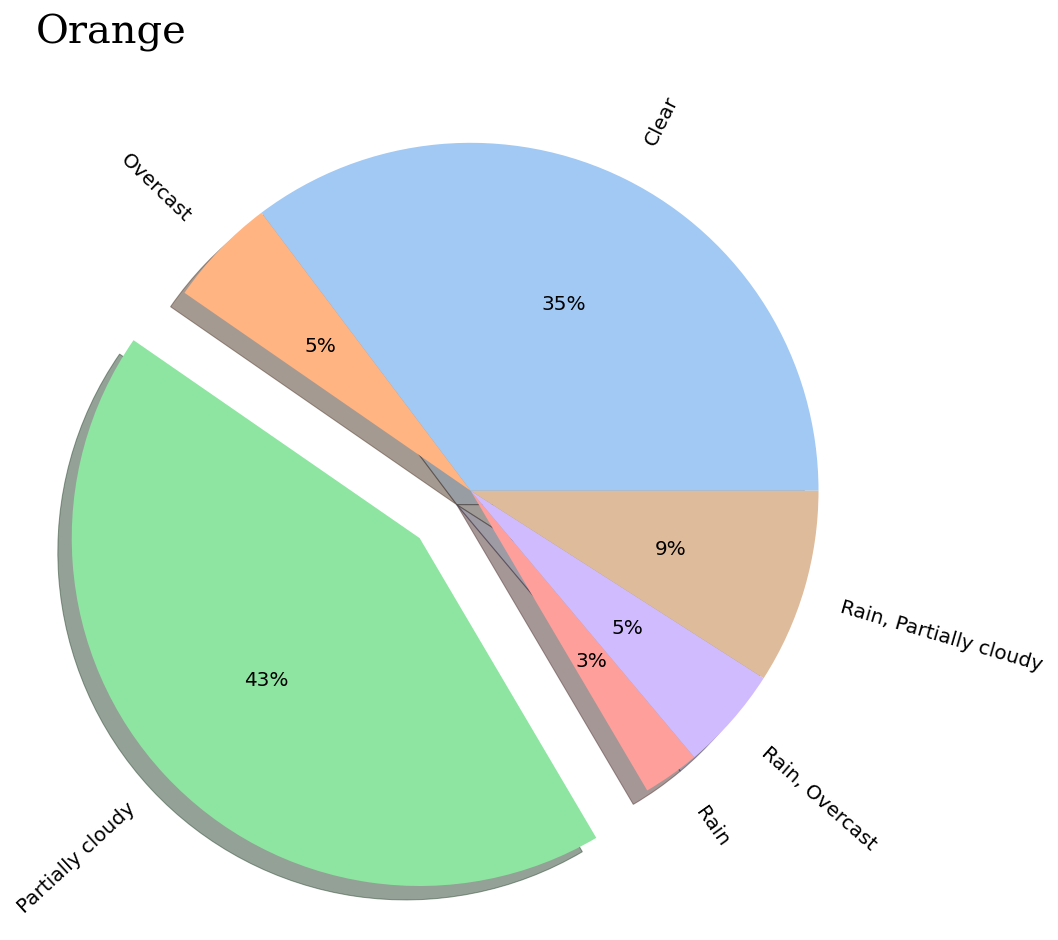 Orange
Clear
Overcast
35%
5%
9%
Rain, Partially cloudy
5%
3%
43%
Rain, Overcast
Rain
Partially cloudy